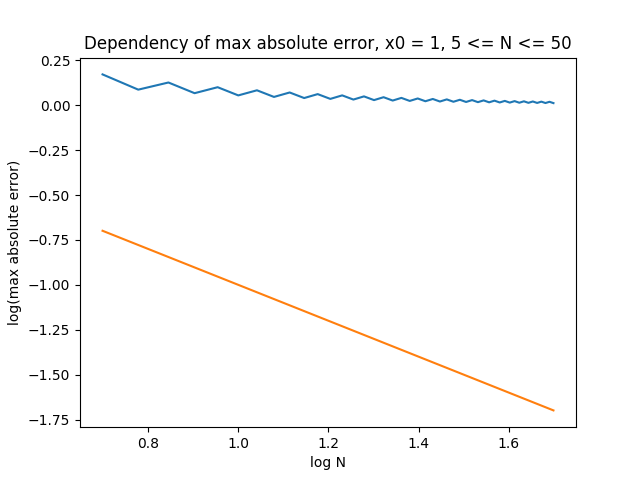 Dependency of max absolute error, x0 = 1, 5 <= N <= 50
0.25
0.00
−0.25
−0.50
−0.75
−1.00
−1.25
−1.50
−1.75
log(max absolute error)
0.8 1.0 1.2 1.4 1.6
log N